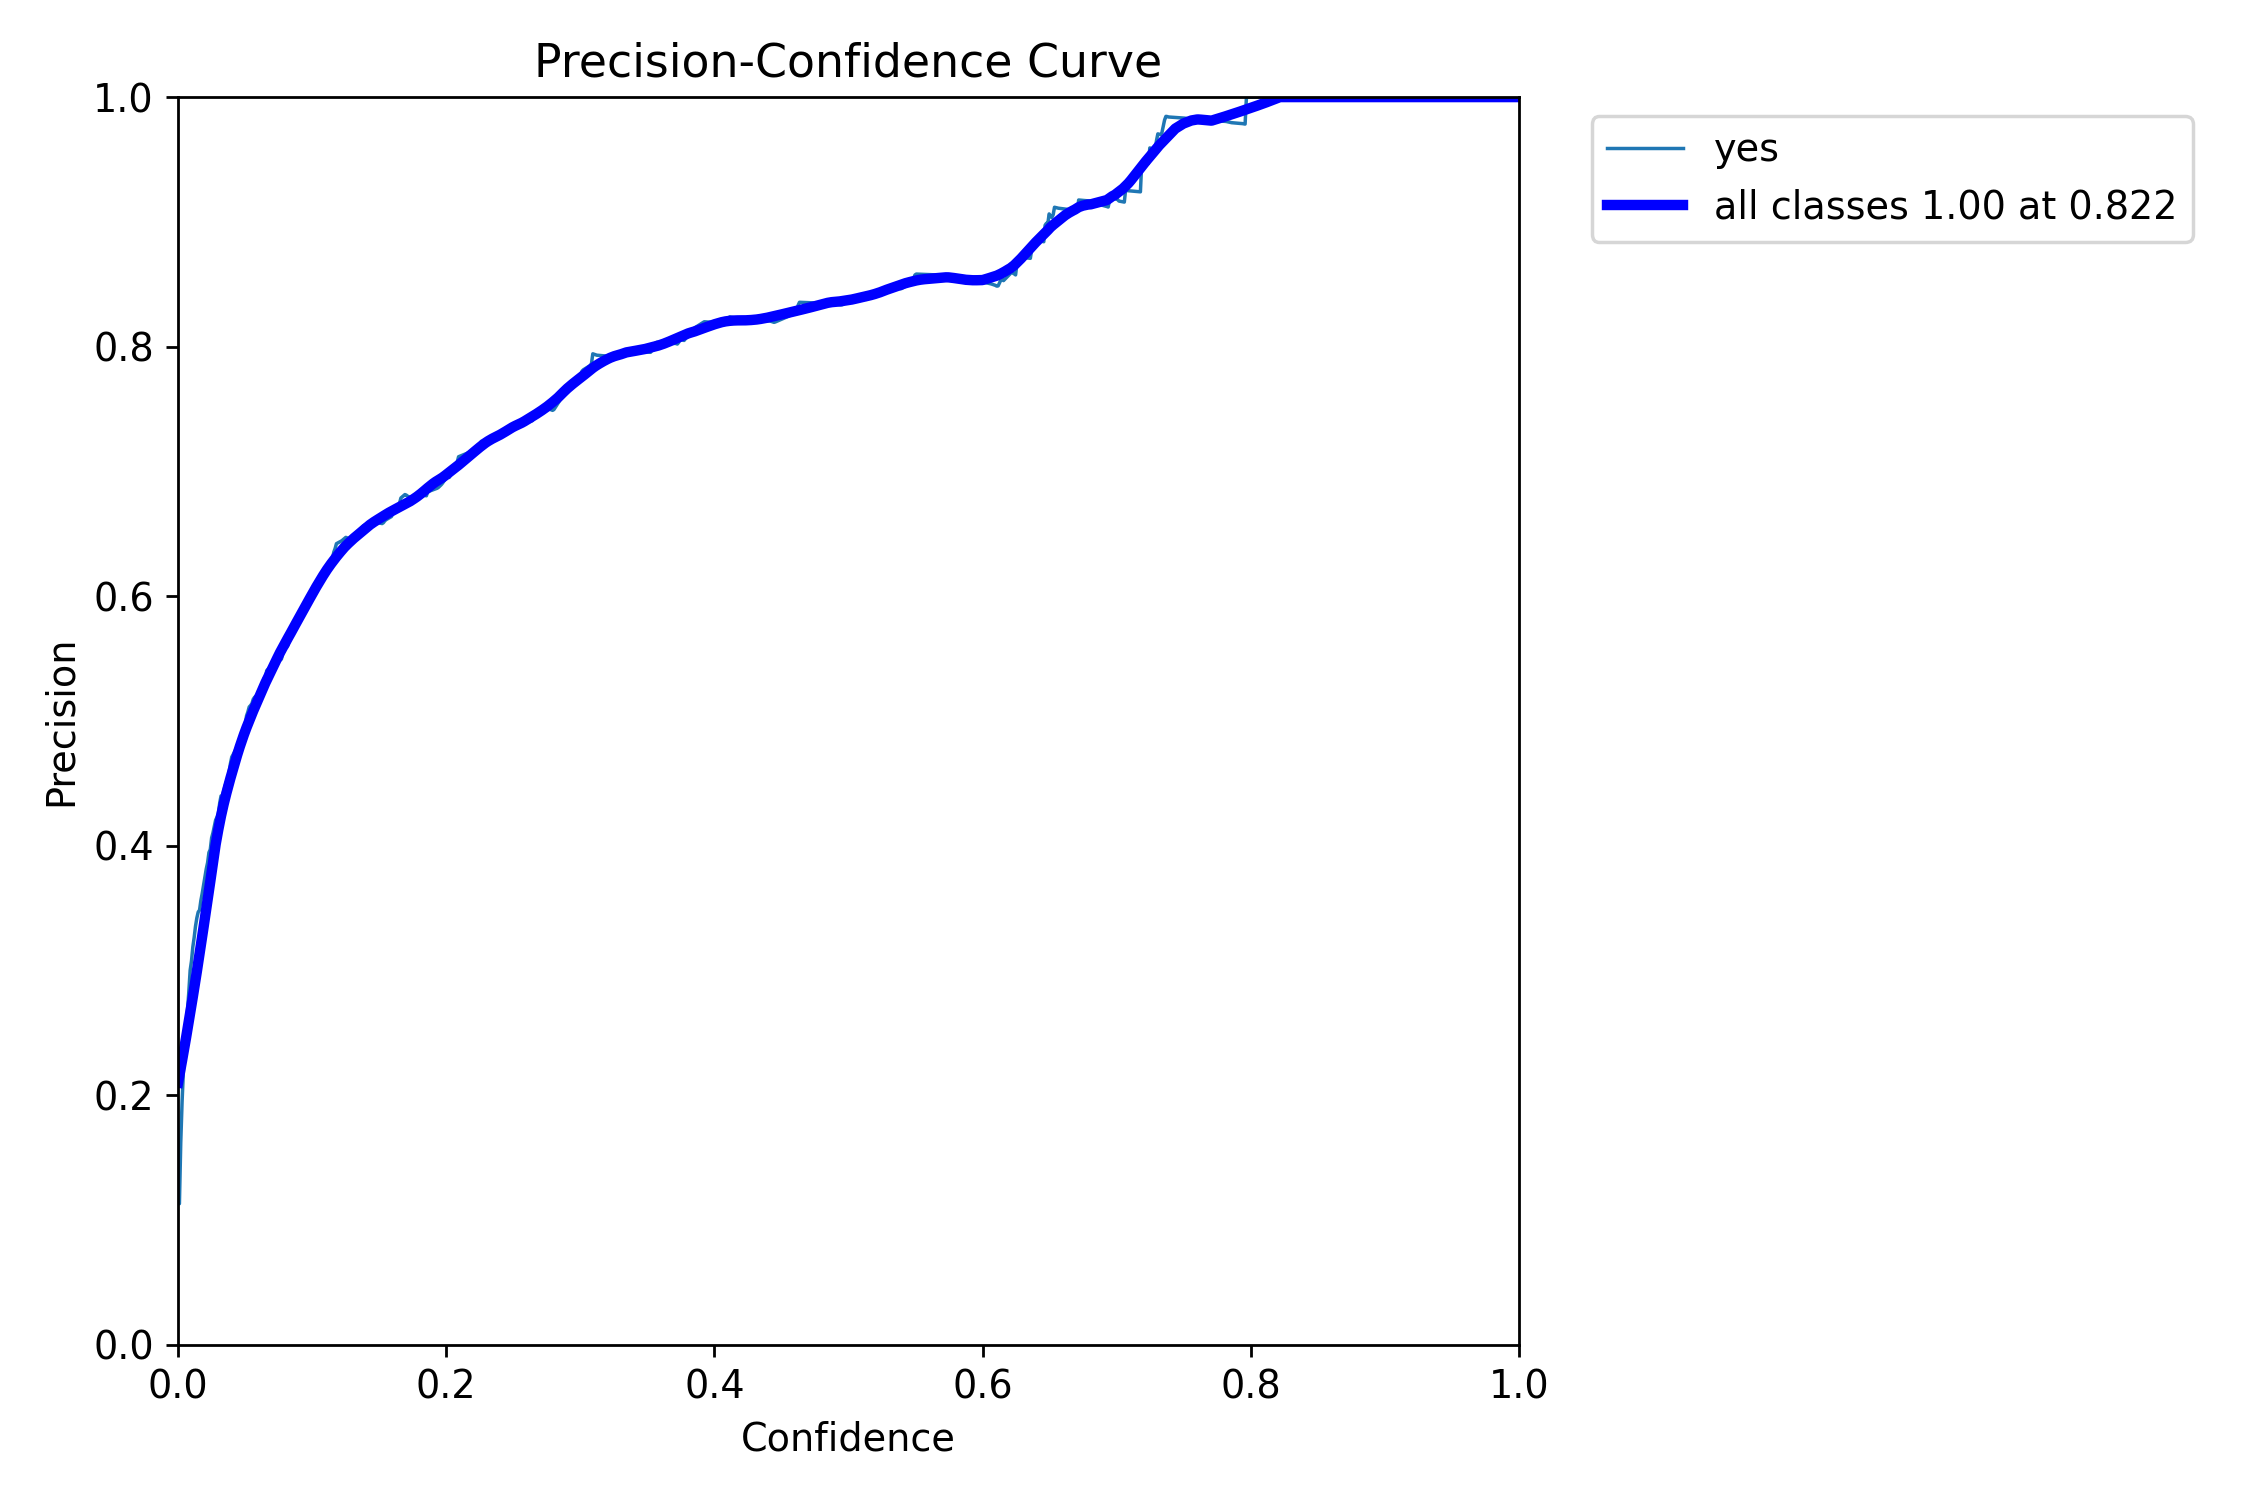 Precision-Confidence Curve
1.0
0.8
0.6
0.4
0.2
0.0
Precision
0.0 0.2 0.4 0.6 0.8 1.0
Confidence
yes
all classes 1.00 at 0.822